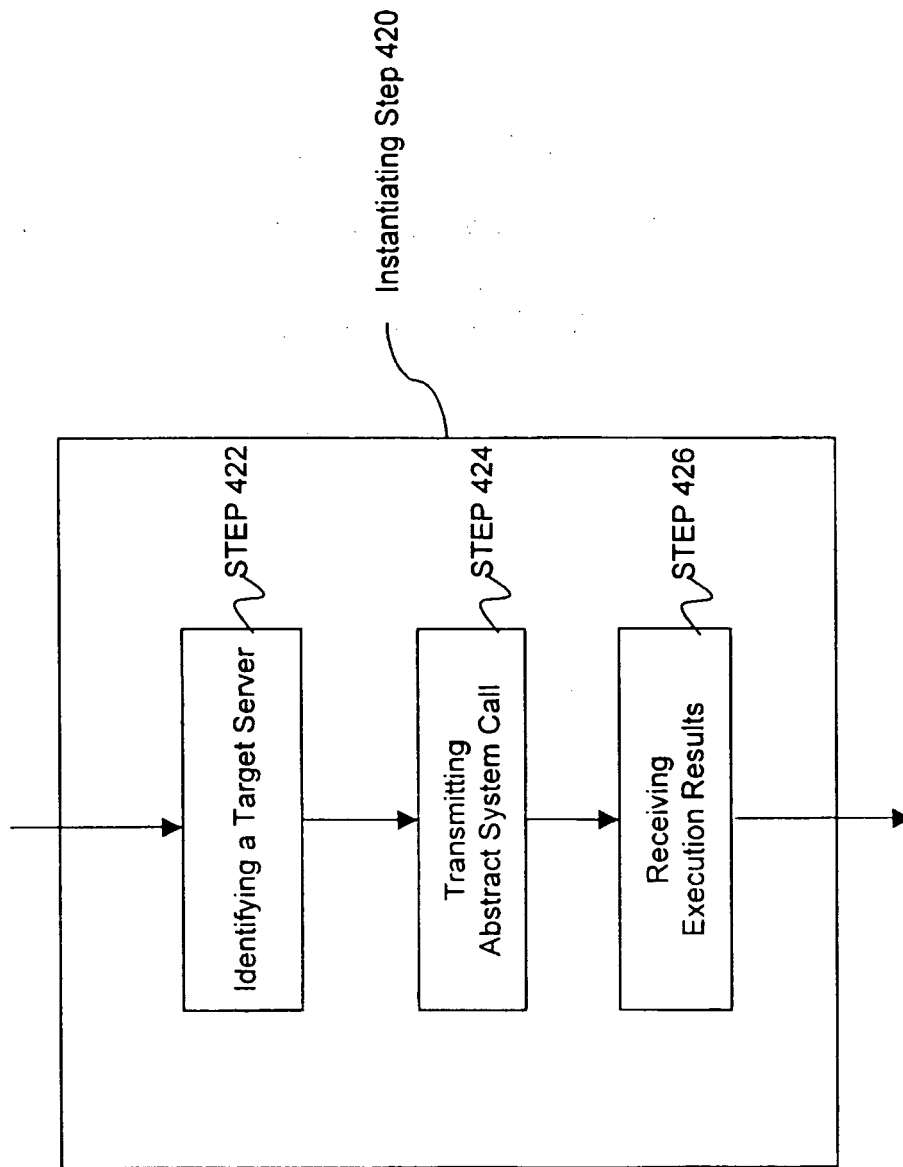 Instantiating Step 420
Identifying a Target Server
STEP 422
Transmitting
Abstract System Call
STEP 424
Receiving
Execution Results
STEP 426